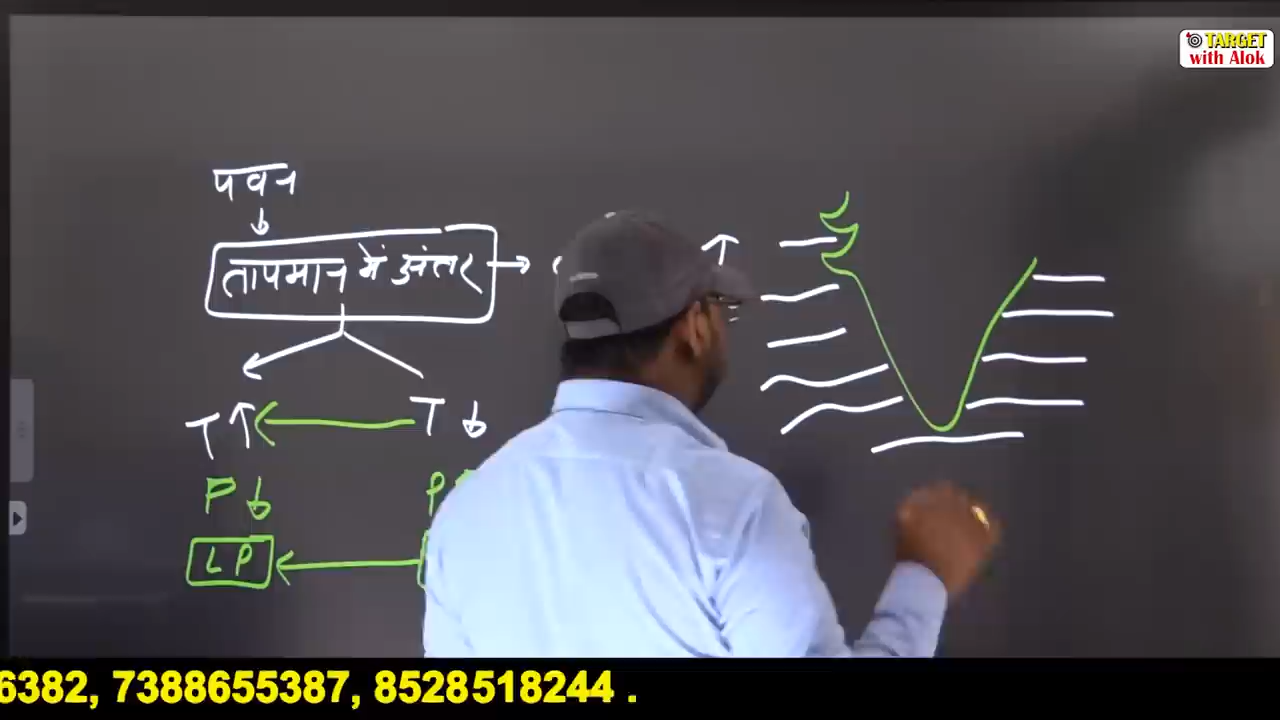 TARGET
with Alok
पवन
↓
तापमान में अंतर →
↑
T↑ ← T↓
P↓ P
LP ←
6382, 7388655387, 8528518244 .